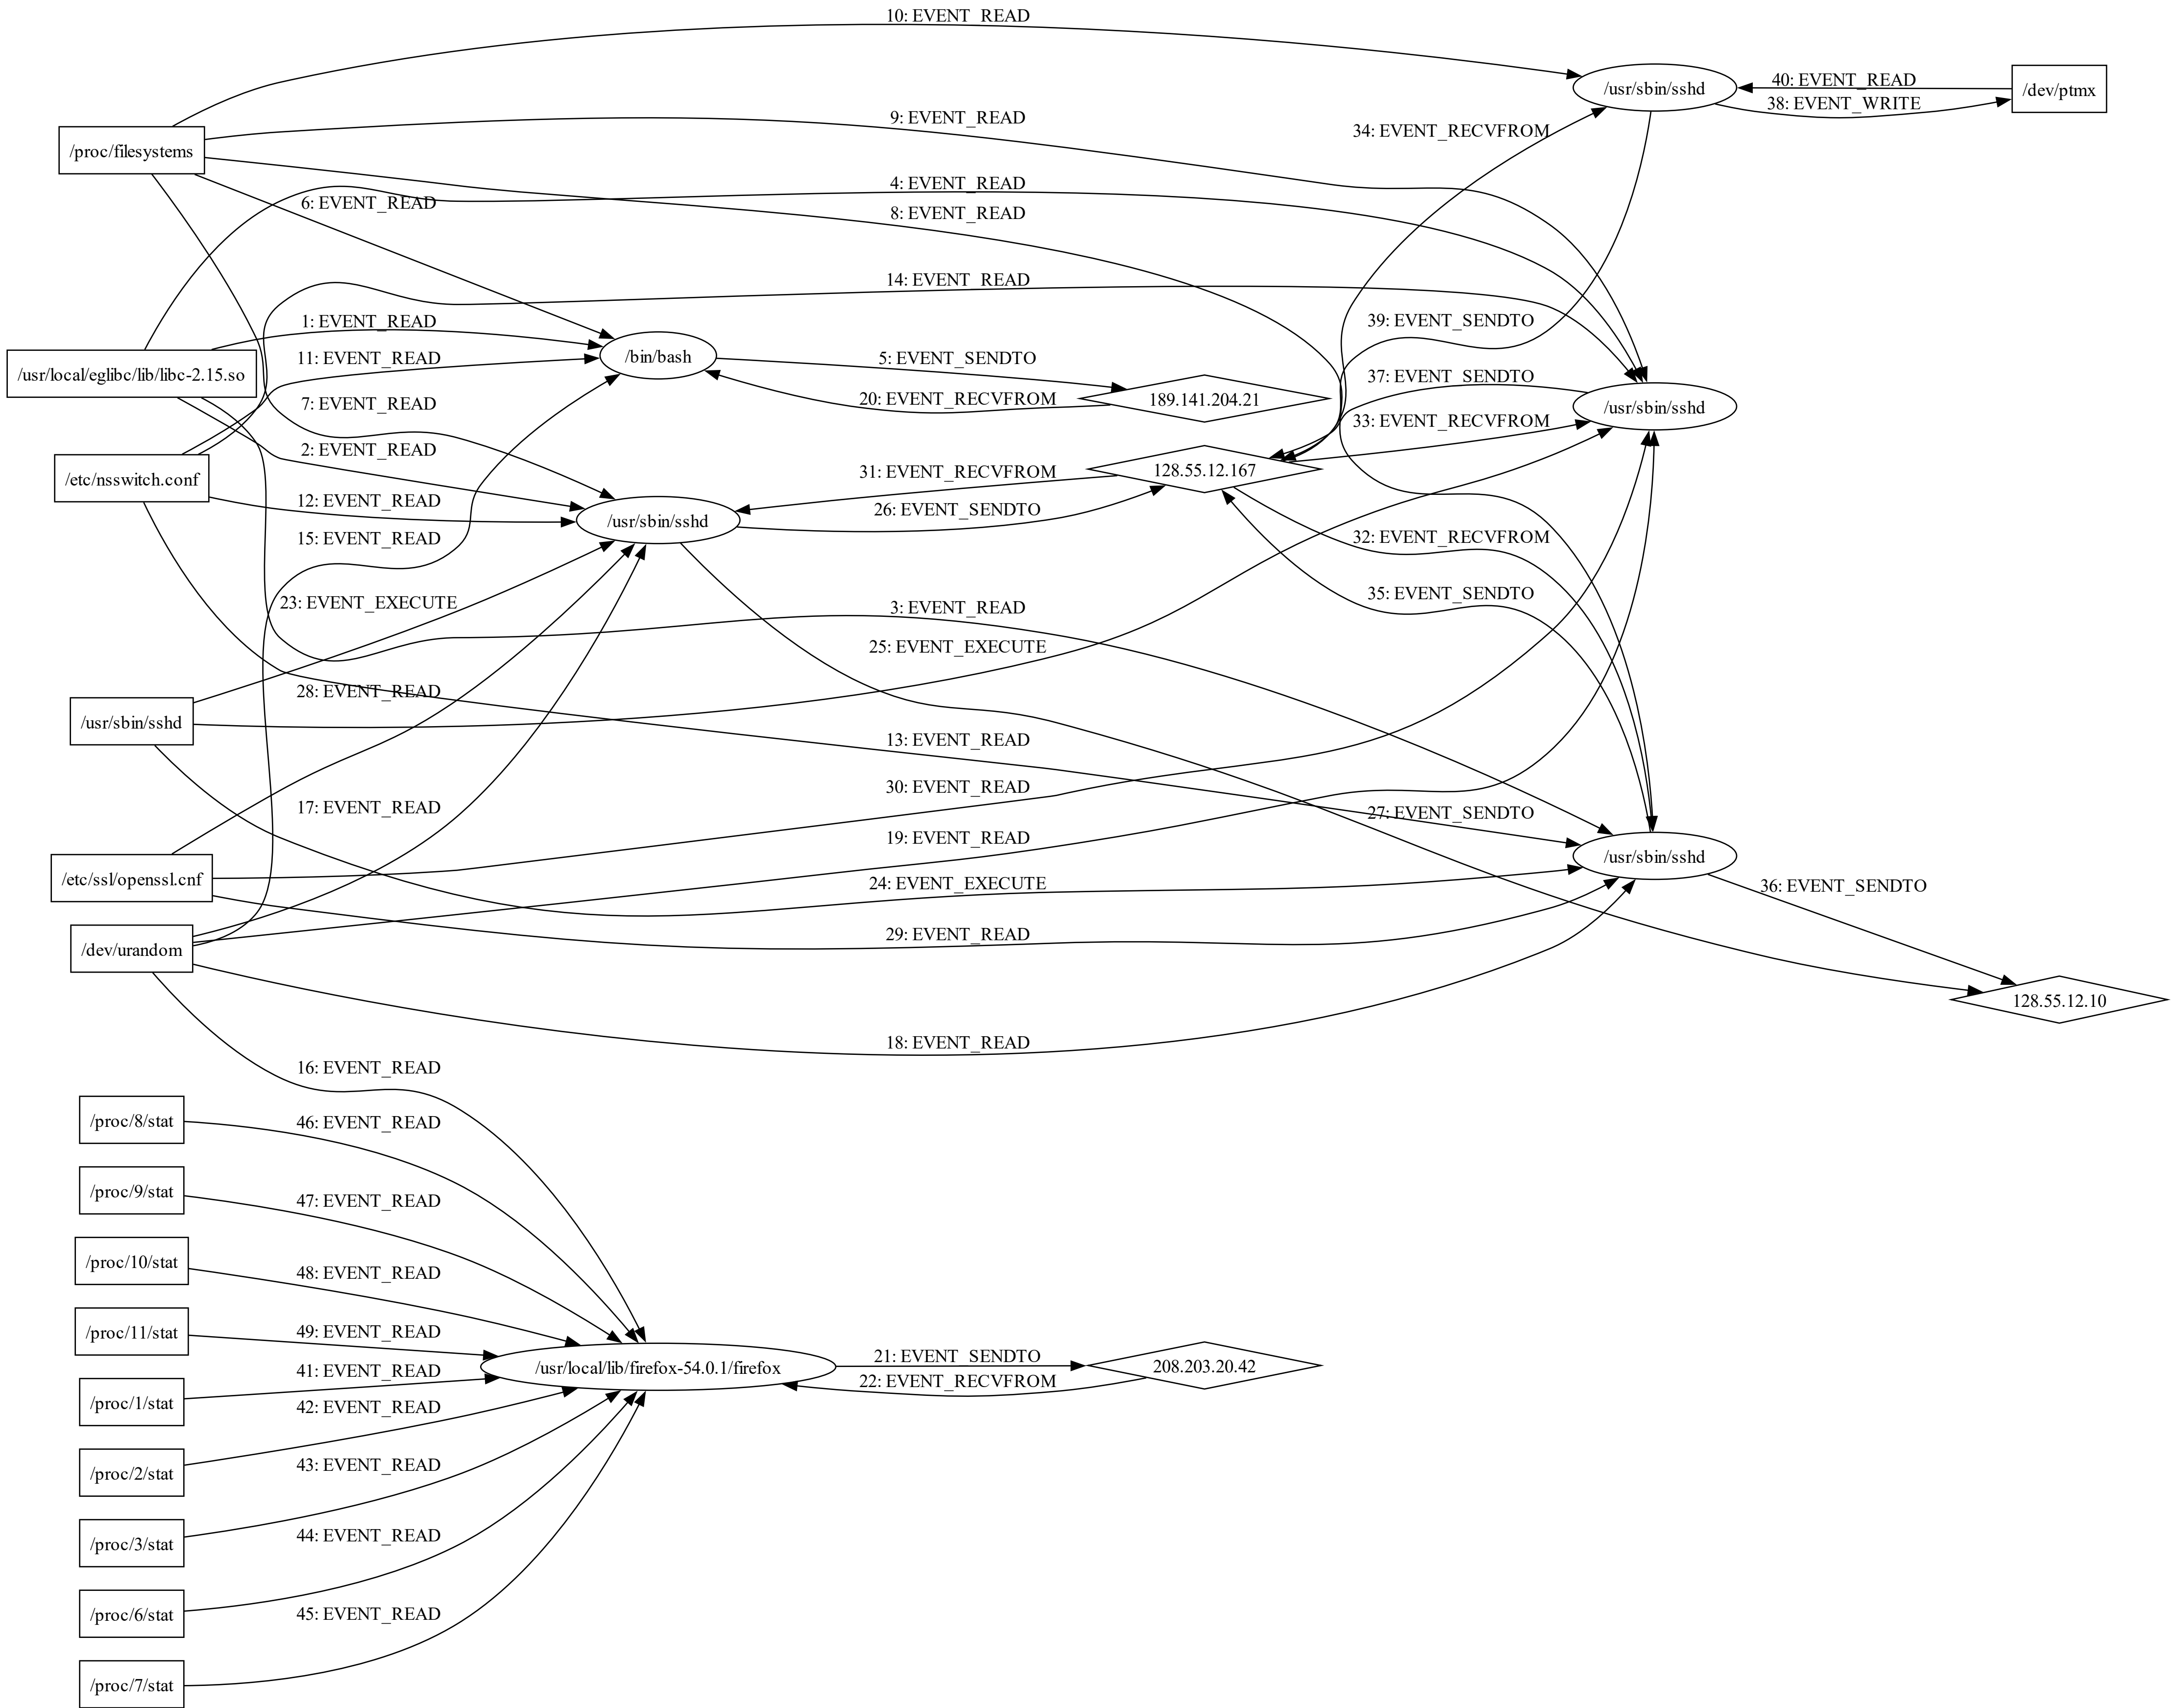 10: EVENT_READ
/usr/sbin/sshd
40: EVENT_READ
/dev/ptmx
38: EVENT_WRITE
9: EVENT_READ
34: EVENT_RECVFROM
/proc/filesystems
4: EVENT_READ
6: EVENT_READ
8: EVENT_READ
14: EVENT_READ
1: EVENT_READ
39: EVENT_SENDTO
11: EVENT_READ
/bin/bash
5: EVENT_SENDTO
/usr/local/eglibc/lib/libc-2.15.so
37: EVENT_SENDTO
7: EVENT_READ
20: EVENT_RECVFROM
189.141.204.21
/usr/sbin/sshd
33: EVENT_RECVFROM
2: EVENT_READ
/etc/nsswitch.conf
31: EVENT_RECVFROM
128.55.12.167
12: EVENT_READ
/usr/sbin/sshd
26: EVENT_SENDTO
15: EVENT_READ
32: EVENT_RECVFROM
23: EVENT_EXECUTE
3: EVENT_READ
35: EVENT_SENDTO
25: EVENT_EXECUTE
28: EVENT_READ
/usr/sbin/sshd
13: EVENT_READ
30: EVENT_READ
17: EVENT_READ
27: EVENT_SENDTO
19: EVENT_READ
/usr/sbin/sshd
/etc/ssl/openssl.cnf
24: EVENT_EXECUTE
36: EVENT_SENDTO
29: EVENT_READ
/dev/urandom
128.55.12.10
18: EVENT_READ
16: EVENT_READ
/proc/8/stat
46: EVENT_READ
/proc/9/stat
47: EVENT_READ
/proc/10/stat
48: EVENT_READ
/proc/11/stat
49: EVENT_READ
21: EVENT_SENDTO
/usr/local/lib/firefox-54.0.1/firefox
208.203.20.42
41: EVENT_READ
22: EVENT_RECVFROM
/proc/1/stat
42: EVENT_READ
/proc/2/stat
43: EVENT_READ
/proc/3/stat
44: EVENT_READ
/proc/6/stat
45: EVENT_READ
/proc/7/stat